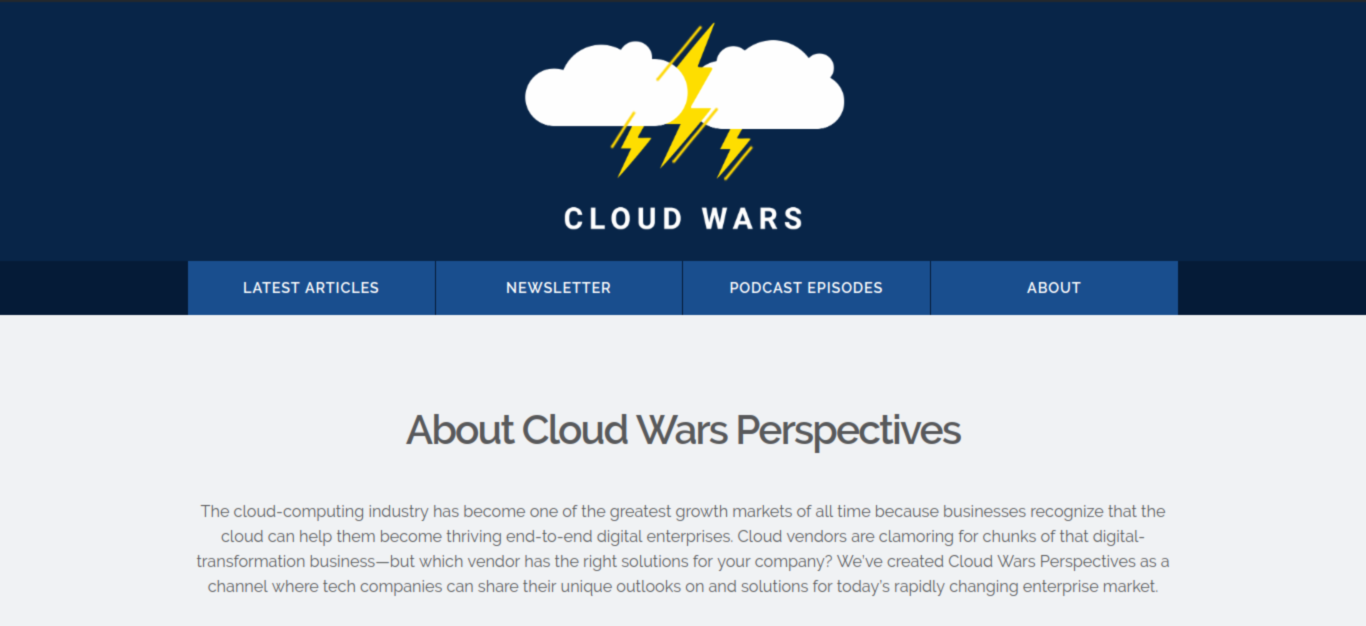 CLOUD WARS
LATEST ARTICLES
NEWSLETTER
PODCAST EPISODES
ABOUT
About Cloud Wars Perspectives
The cloud-computing industry has become one of the greatest growth markets of all time because businesses recognize that the
cloud can help them become thriving end-to-end digital enterprises. Cloud vendors are clamoring for chunks of that digital-
transformation business—but which vendor has the right solutions for your company? We've created Cloud Wars Perspectives as a
channel where tech companies can share their unique outlooks on and solutions for today's rapidly changing enterprise market.